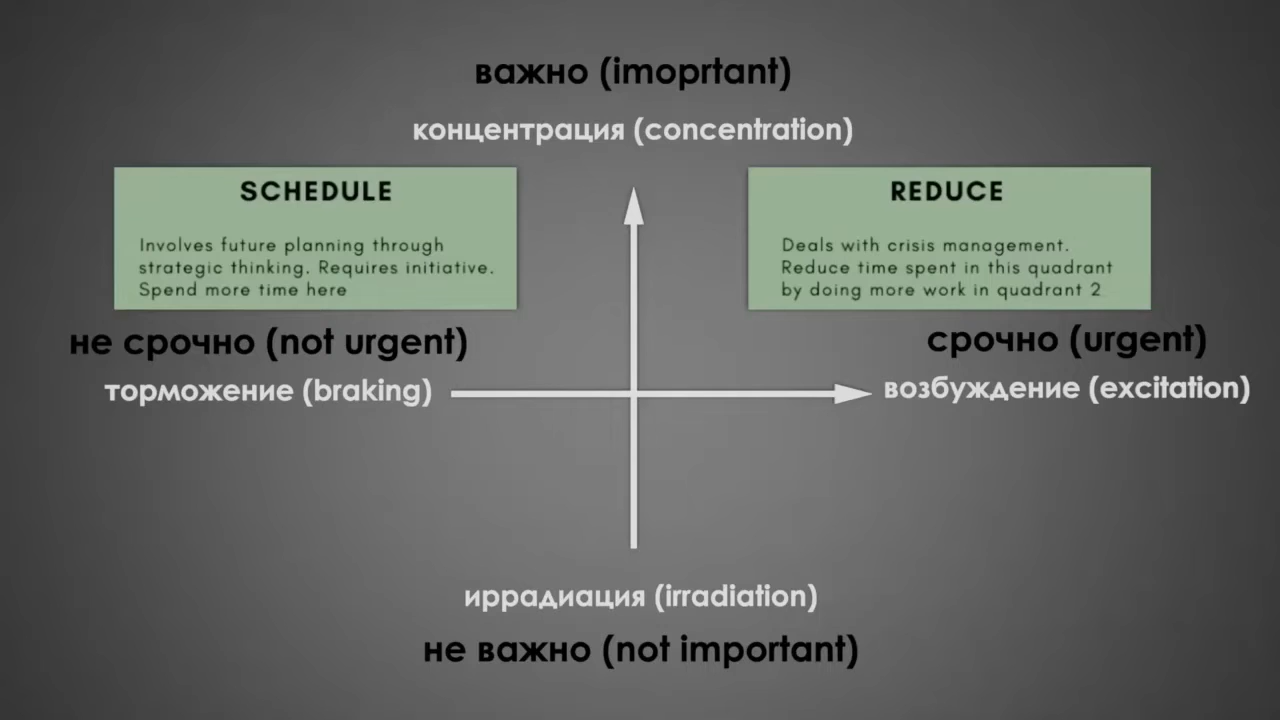 важно (imoprtant)
концентрация (concentration)
SCHEDULE
Involves future planning through
strategic thinking. Requires initiative.
Spend more time here
REDUCE
Deals with crisis management.
Reduce time spent in this quadrant
by doing more work in quadrant 2
не срочно (not urgent)
срочно (urgent)
торможение (braking)
возбуждение (excitation)
иррадиация (irradiation)
не важно (not important)